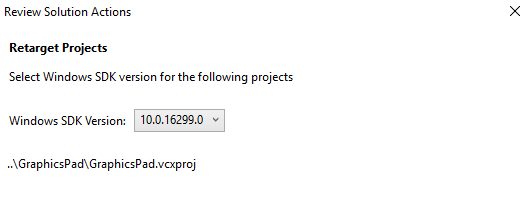 Review Solution Actions
Retarget Projects
Select Windows SDK version for the following projects
Windows SDK Version: 10.0.16299.0
..\GraphicsPad\GraphicsPad.vcxproj